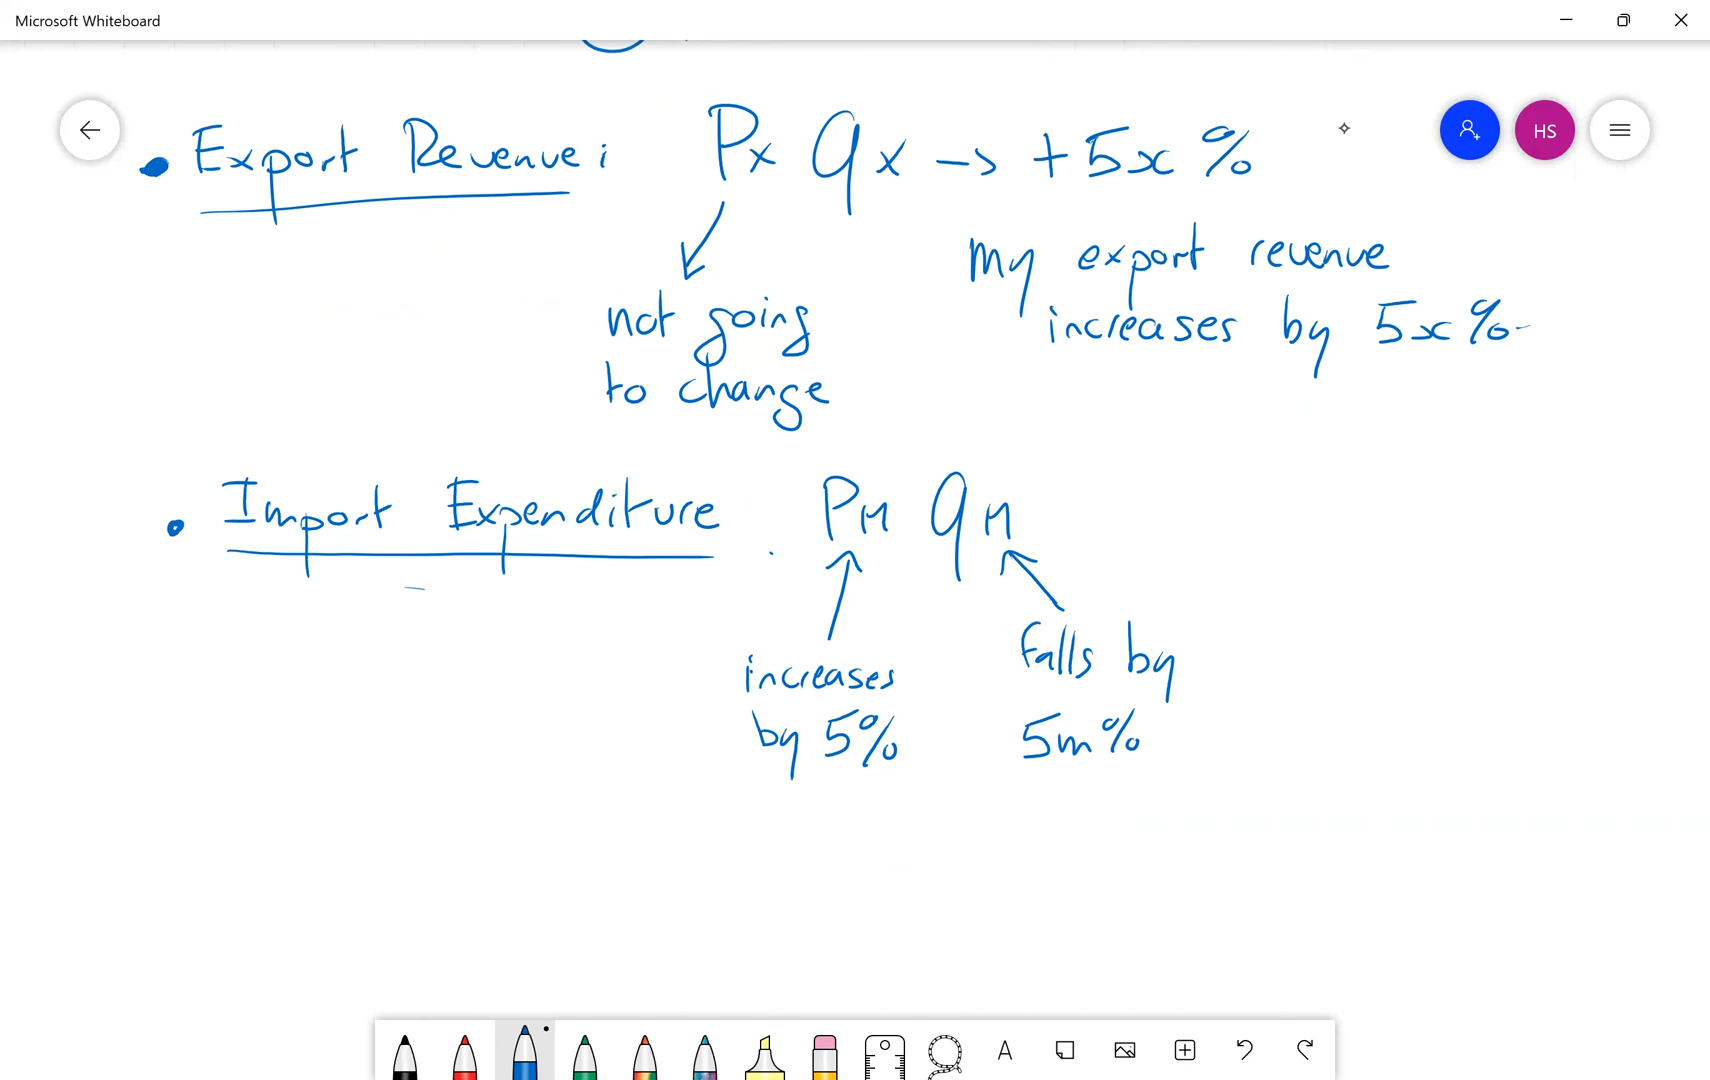 Microsoft Whiteboard
HS
• Export Revenue: Px qx → +5x%
not going
to change
my export revenue
increases by 5x%
• Import Expenditure PM qM
increases
by 5%
falls by
5m%
A